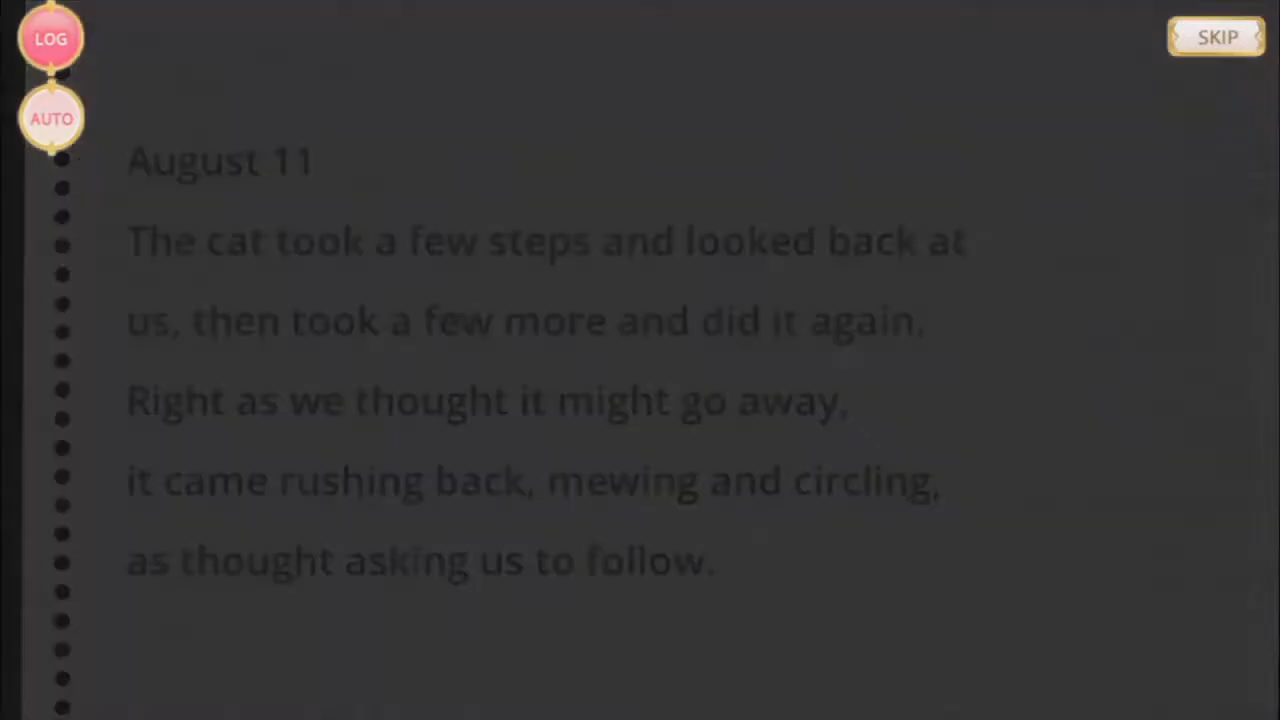 LOG
SKIP
AUTO
August 11
The cat took a few steps and looked back at
us, then took a few more and did it again.
Right as we thought it might go away,
it came rushing back, mewing and circling,
as thought asking us to follow.